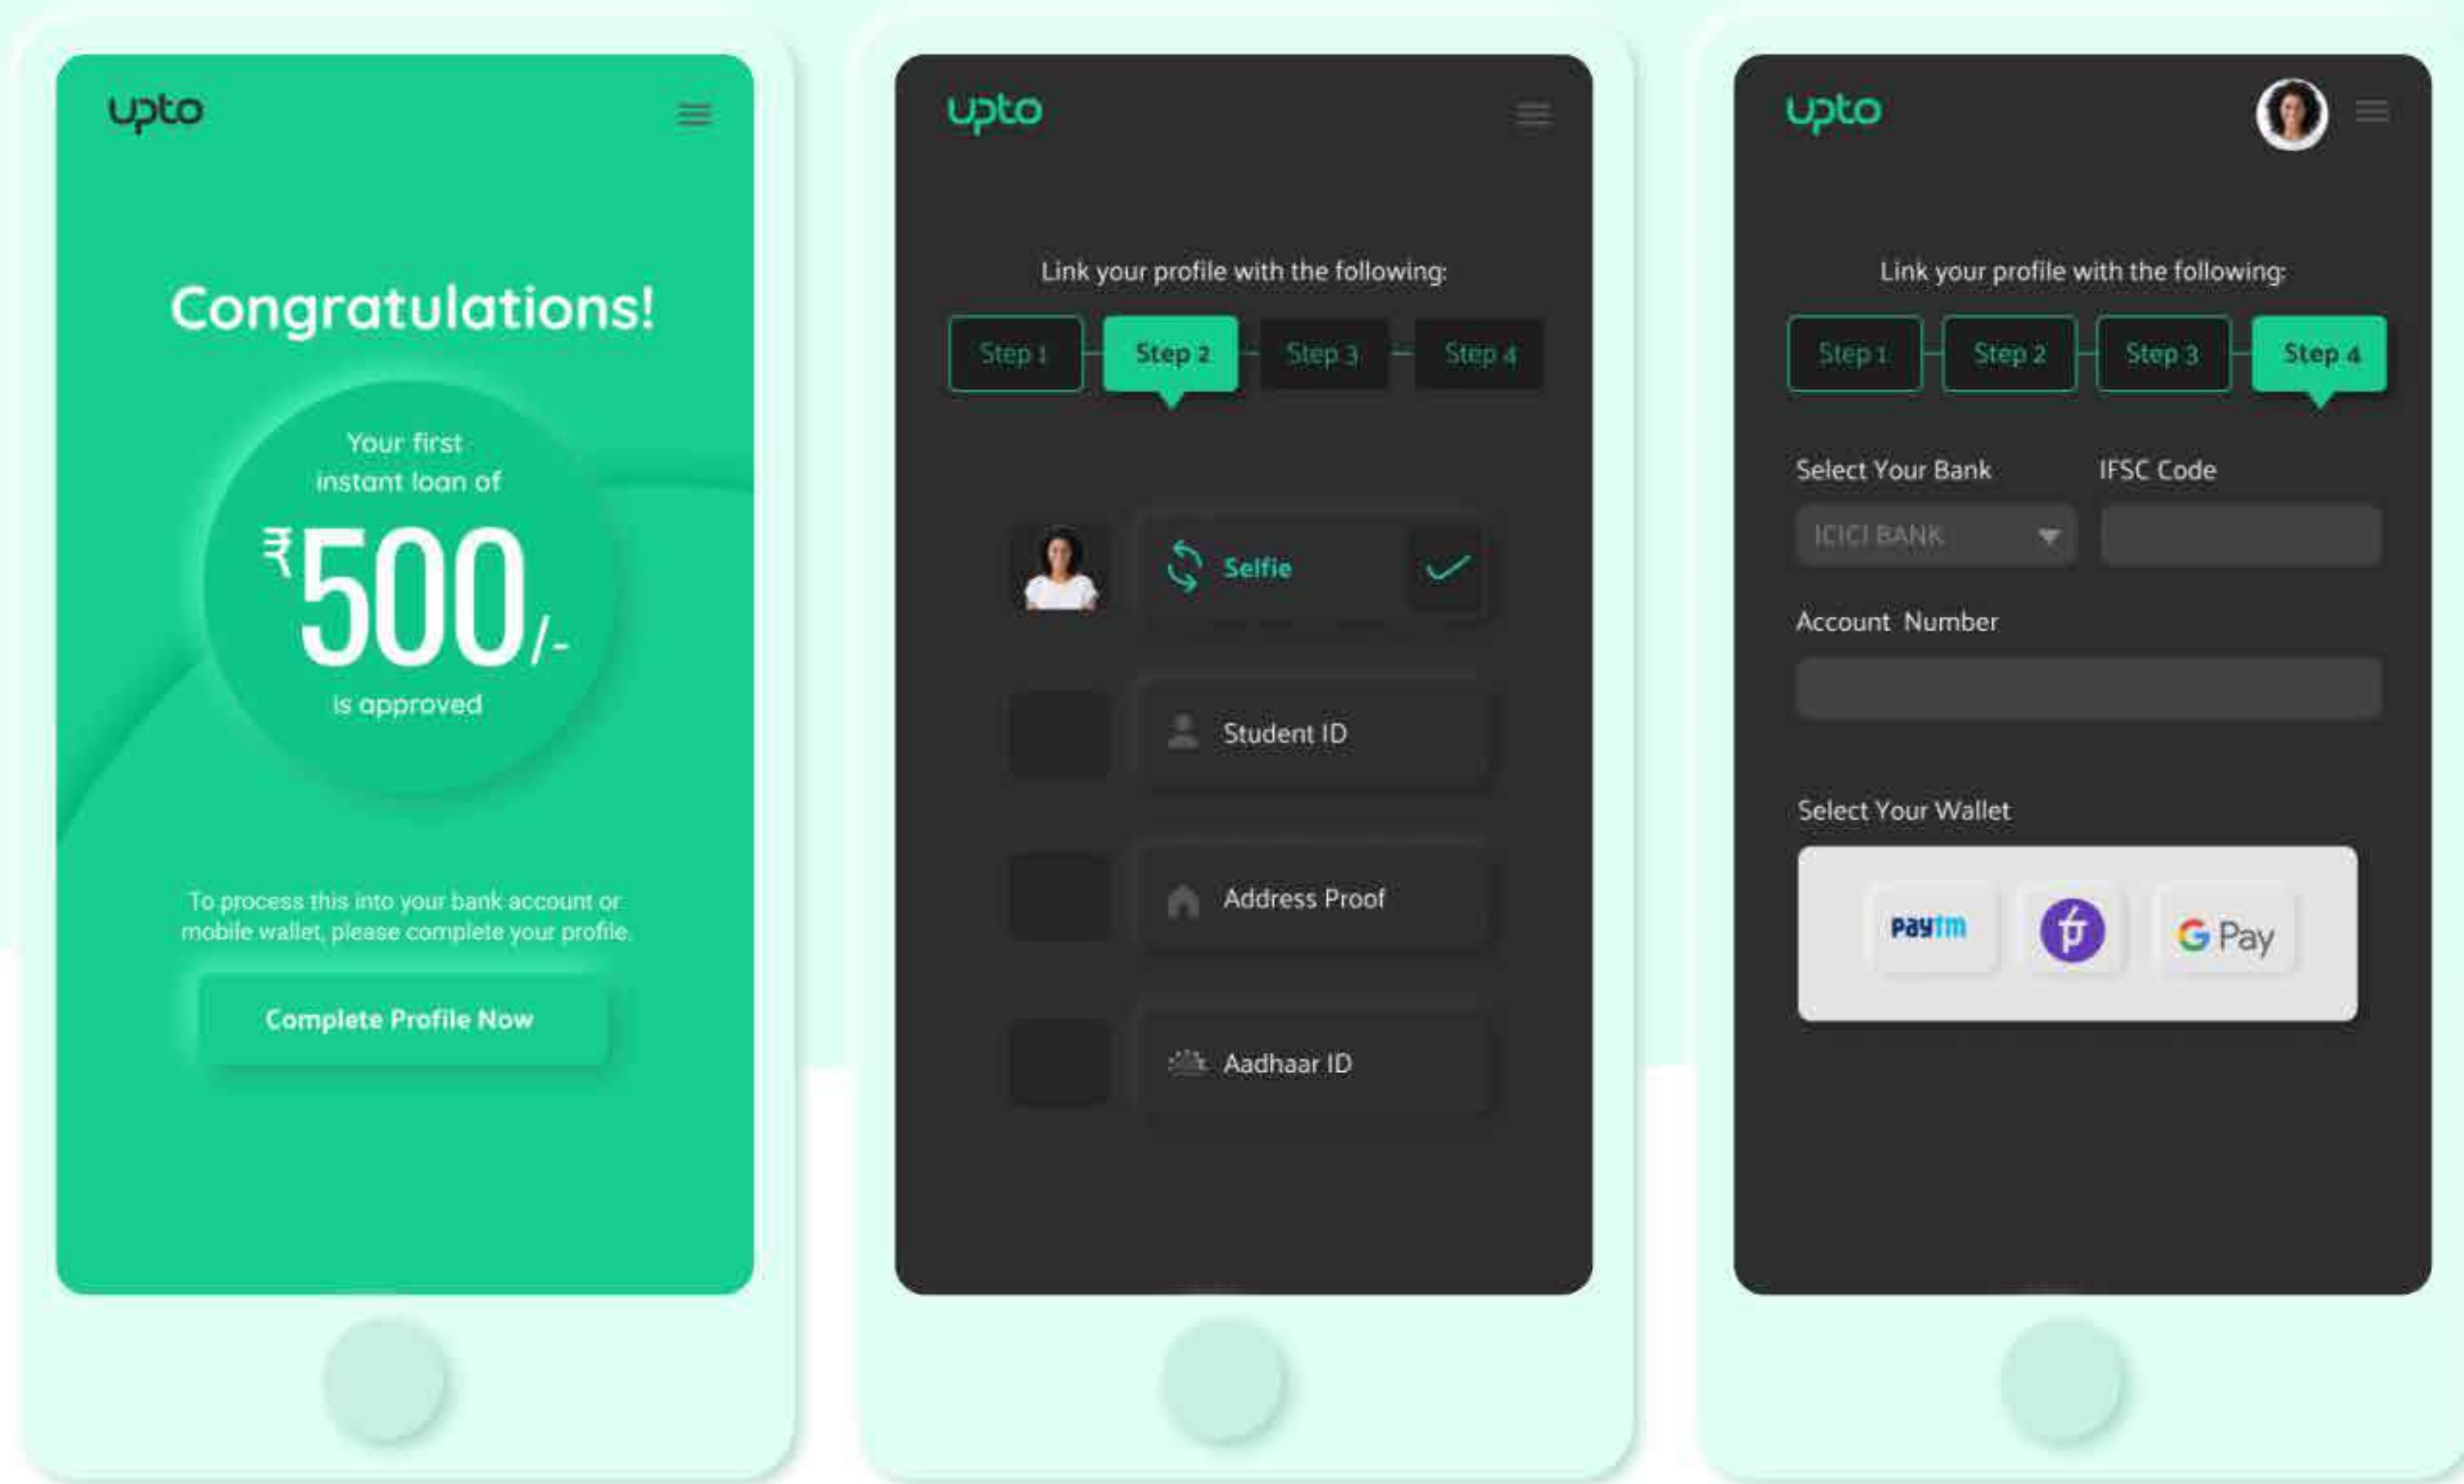 upto
Congratulations!
Your first
instant loan of
₹500/-
is approved
To process this into your bank account or
mobile wallet, please complete your profile.
Complete Profile Now
upto
Link your profile with the following:
Step 1 Step 2 Step 3 Step 4
Selfie
Student ID
Address Proof
Aadhaar ID
upto
Link your profile with the following:
Step 1 Step 2 Step 3 Step 4
Select Your Bank IFSC Code
ICICI BANK
Account Number
Select Your Wallet
paytm पे G Pay